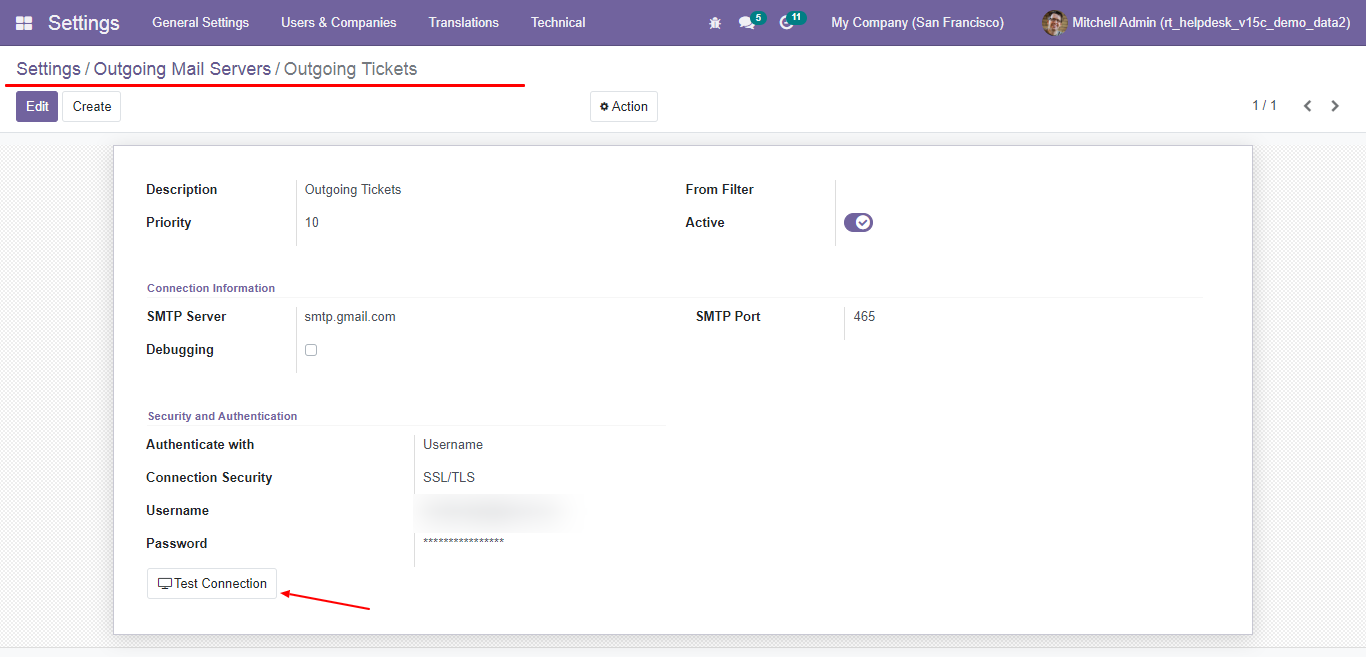 Settings General Settings Users & Companies Translations Technical 5 11 My Company (San Francisco) Mitchell Admin (rt_helpdesk_v15c_demo_data2)
Settings / Outgoing Mail Servers / Outgoing Tickets
Edit Create Action 1 / 1
Description Outgoing Tickets From Filter
Priority 10 Active
Connection Information
SMTP Server smtp.gmail.com SMTP Port 465
Debugging
Security and Authentication
Authenticate with Username
Connection Security SSL/TLS
Username
Password ****************
Test Connection